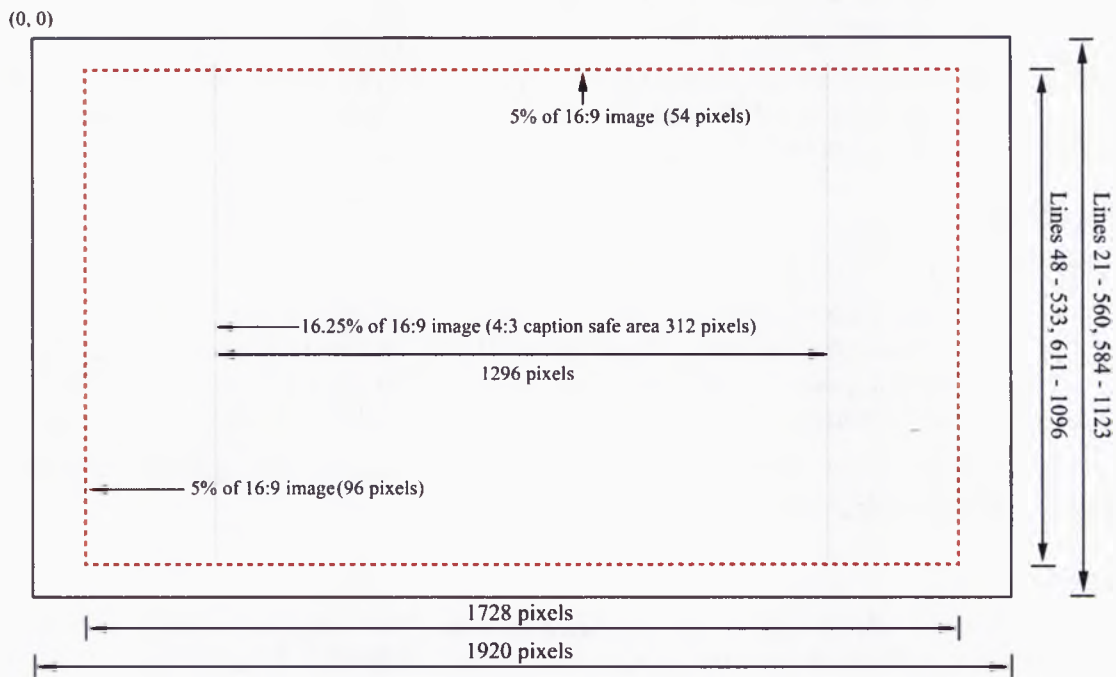 (0, 0)
5% of 16:9 image (54 pixels)
16.25% of 16:9 image (4:3 caption safe area 312 pixels)
1296 pixels
5% of 16:9 image(96 pixels)
1728 pixels
1920 pixels
Lines 48 - 533, 611 - 1096
Lines 21 - 560, 584 - 1123